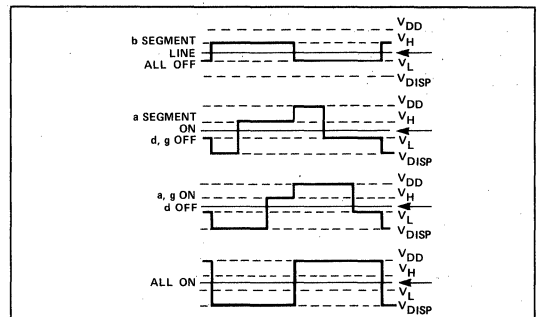 V_DD
b SEGMENT V_H
LINE
ALL OFF V_L
V_DISP
V_DD
a SEGMENT V_H
ON
d, g OFF V_L
V_DISP
V_DD
a, g ON V_H
d OFF V_L
V_DISP
V_DD
V_H
ALL ON
V_L
V_DISP